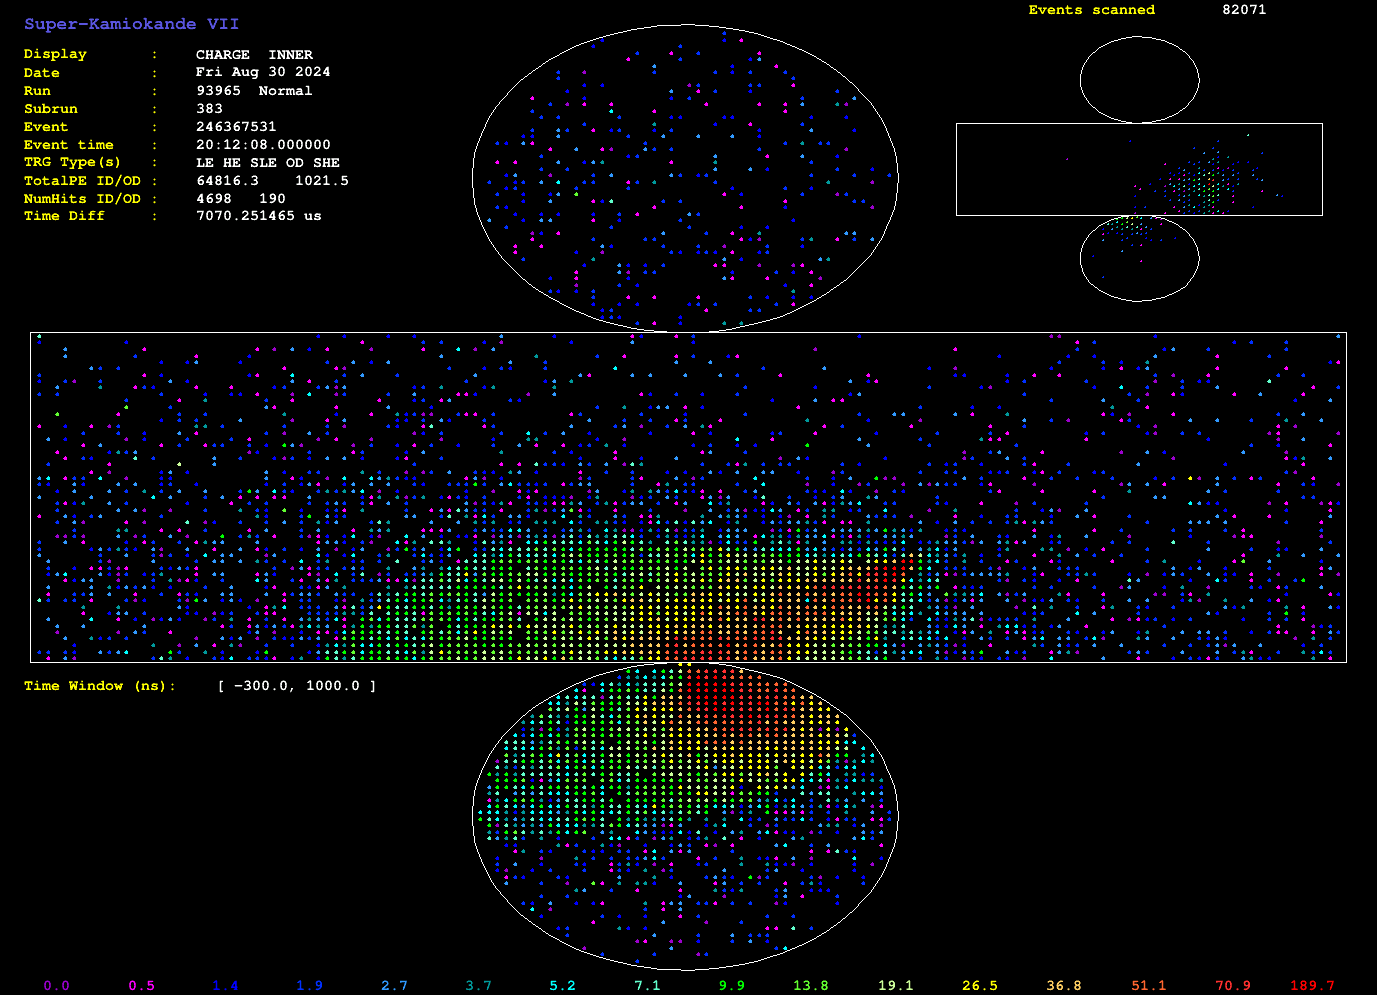 Super-Kamiokande VII
Events scanned 82071
Display : CHARGE INNER
Date : Fri Aug 30 2024
Run : 93965 Normal
Subrun : 383
Event : 246367531
Event time : 20:12:08.000000
TRG Type(s) : LE HE SLE OD SHE
TotalPE ID/OD : 64816.3 1021.5
NumHits ID/OD : 4698 190
Time Diff : 7070.251465 us
Time Window (ns): [ -300.0, 1000.0 ]
0.0 0.5 1.4 1.9 2.7 3.7 5.2 7.1 9.9 13.8 19.1 26.5 36.8 51.1 70.9 189.7